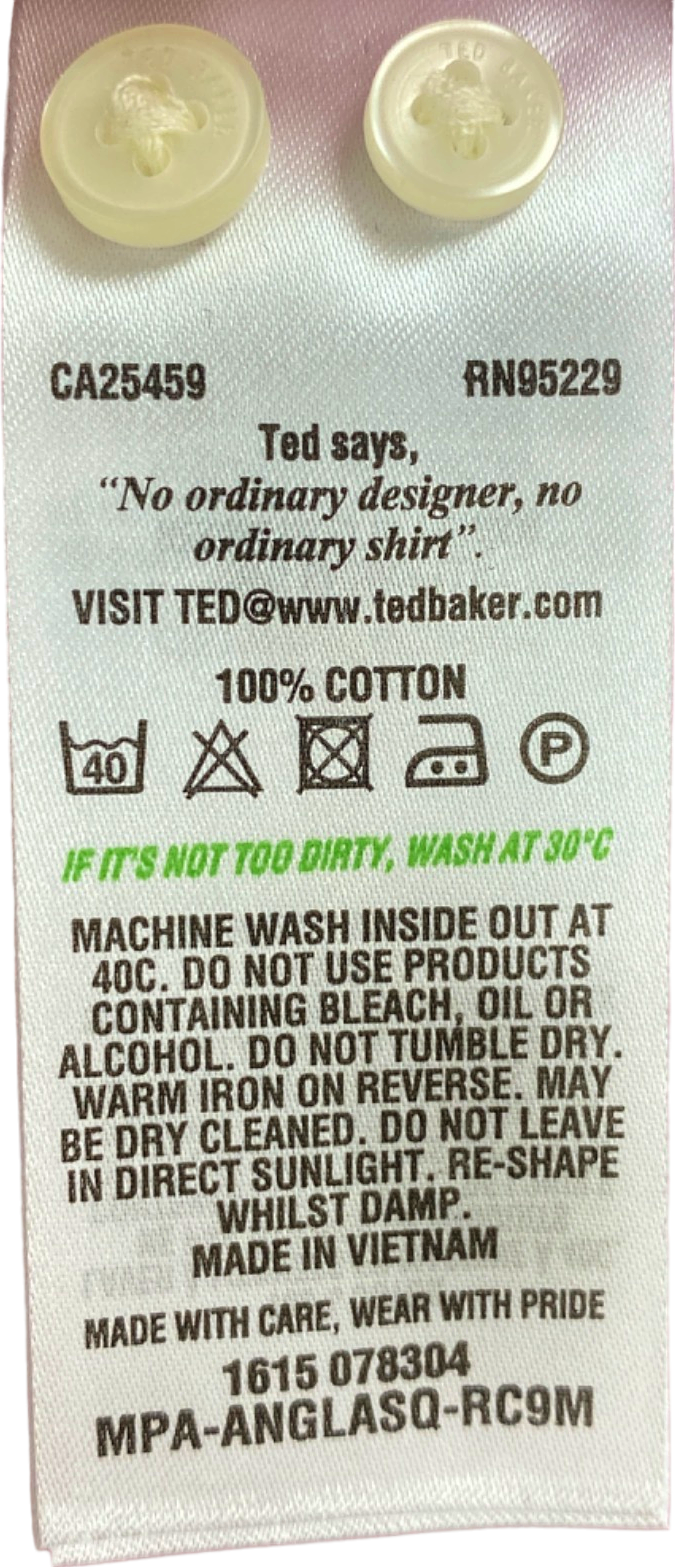 TED BAKER
TED BAKER
CA25459 RN95229
Ted says,
“No ordinary designer, no
ordinary shirt”.
VISIT TED@www.tedbaker.com
100% COTTON
40 P
IF IT'S NOT TOO DIRTY, WASH AT 30°C
MACHINE WASH INSIDE OUT AT
40C. DO NOT USE PRODUCTS
CONTAINING BLEACH, OIL OR
ALCOHOL. DO NOT TUMBLE DRY.
WARM IRON ON REVERSE. MAY
BE DRY CLEANED. DO NOT LEAVE
IN DIRECT SUNLIGHT. RE-SHAPE
WHILST DAMP.
MADE IN VIETNAM
MADE WITH CARE, WEAR WITH PRIDE
1615 078304
MPA-ANGLASQ-RC9M